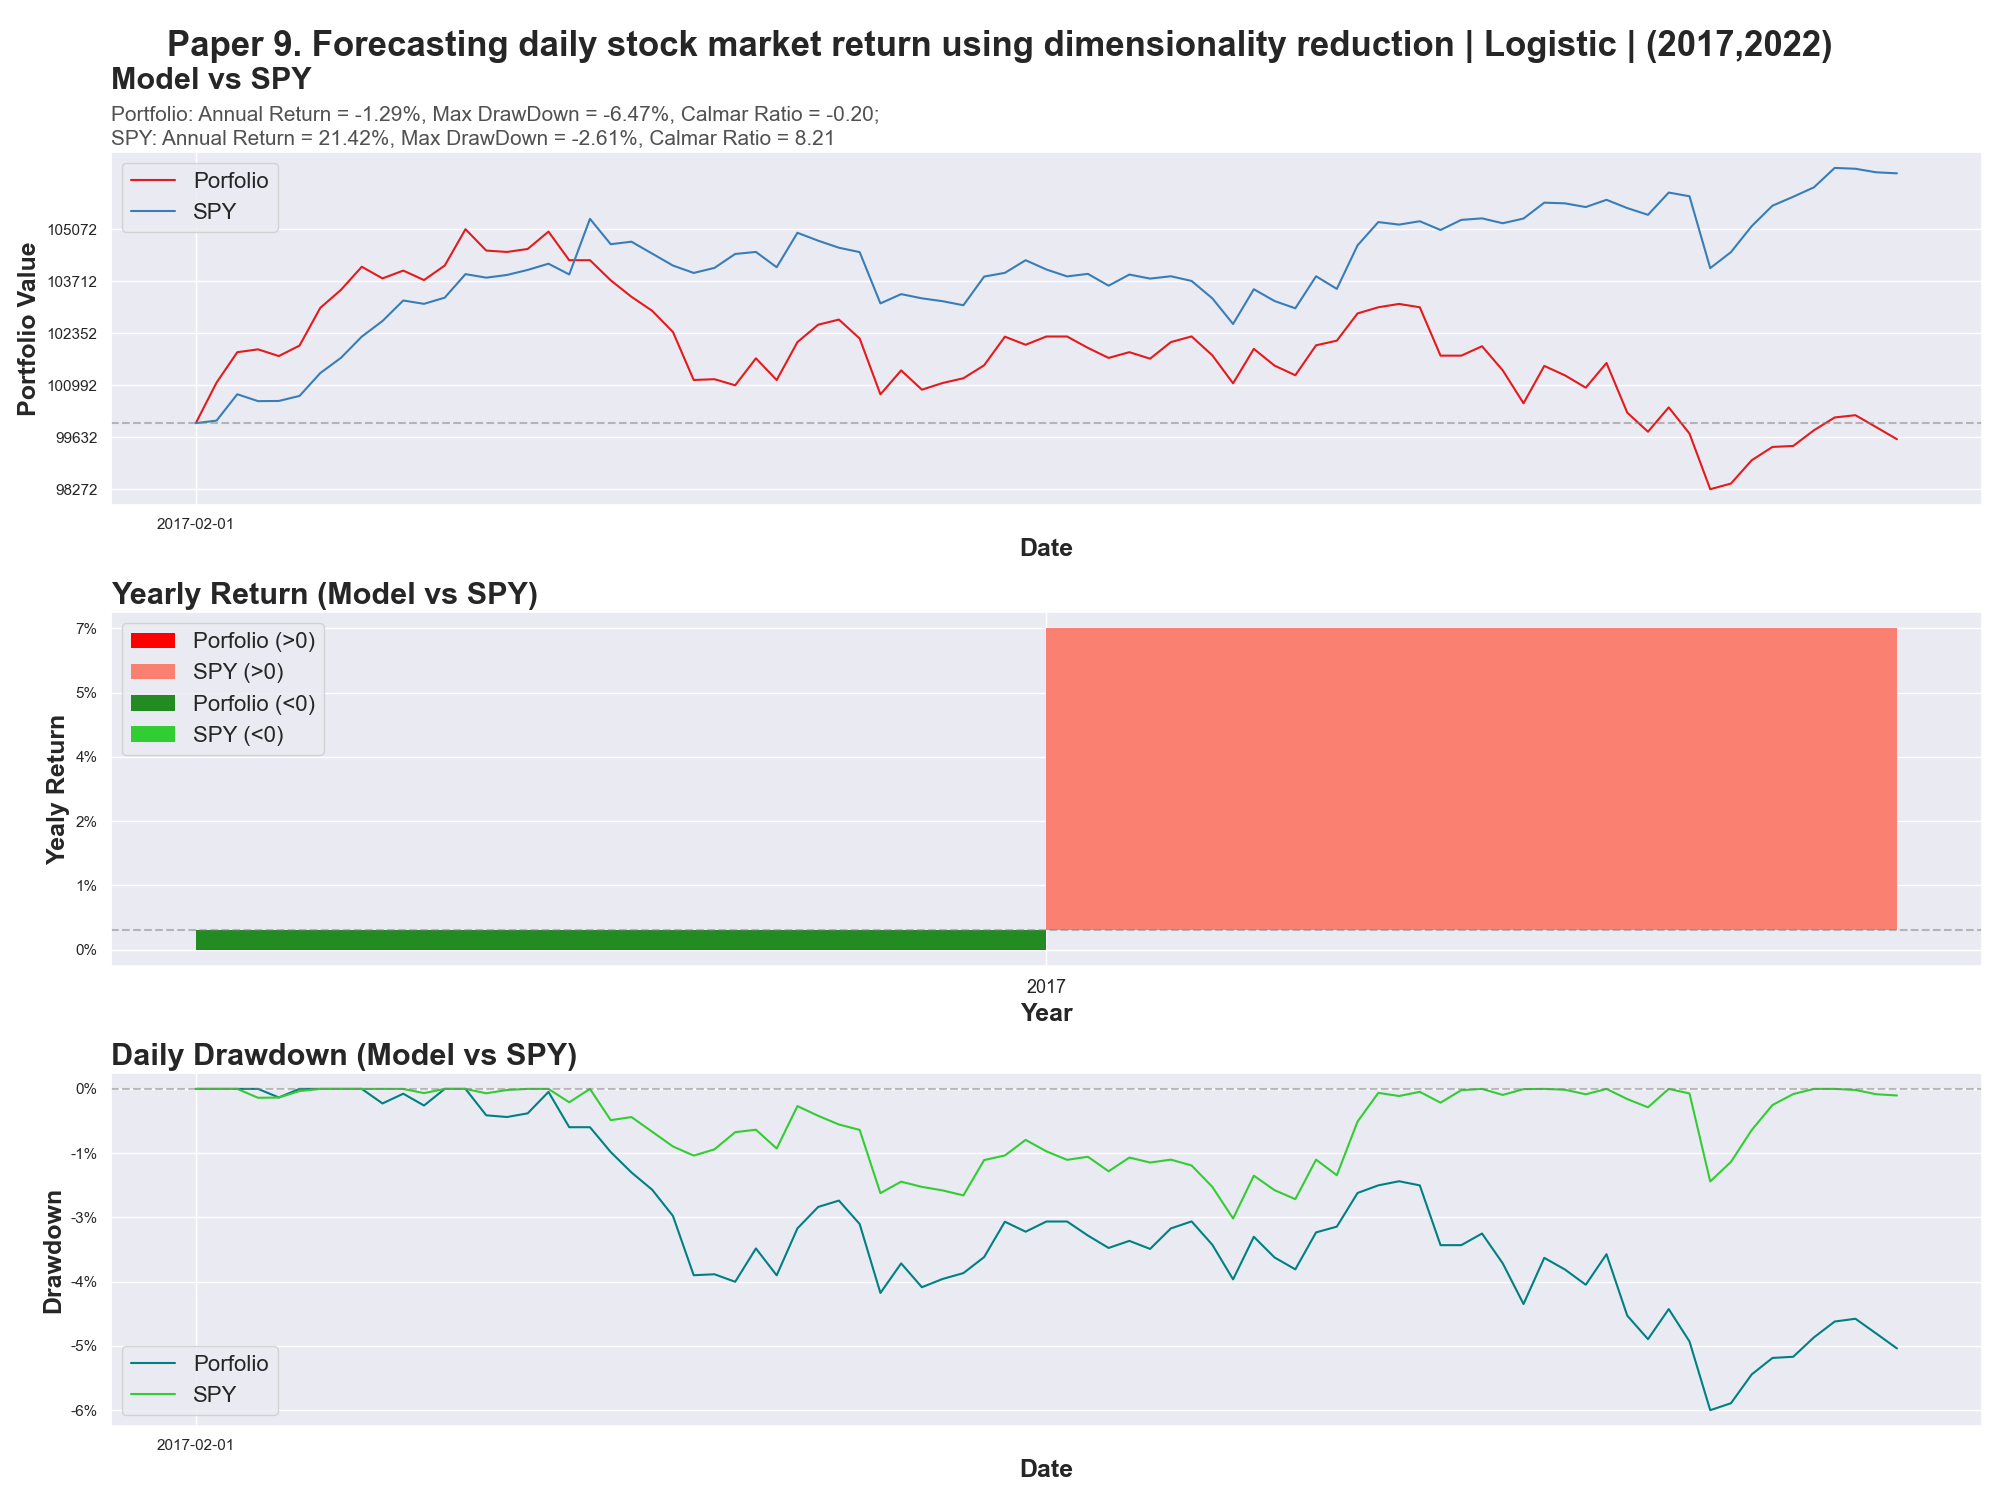 Paper 9. Forecasting daily stock market return using dimensionality reduction | Logistic | (2017,2022)
Model vs SPY
Portfolio: Annual Return = -1.29%, Max DrawDown = -6.47%, Calmar Ratio = -0.20;
SPY: Annual Return = 21.42%, Max DrawDown = -2.61%, Calmar Ratio = 8.21
Porfolio
SPY
Portfolio Value
105072
103712
102352
100992
99632
98272
2017-02-01
Date
Yearly Return (Model vs SPY)
Porfolio (>0)
SPY (>0)
Porfolio (<0)
SPY (<0)
Yealy Return
7%
5%
4%
2%
1%
0%
2017
Year
Daily Drawdown (Model vs SPY)
Drawdown
0%
-1%
-3%
-4%
-5%
-6%
Porfolio
SPY
2017-02-01
Date